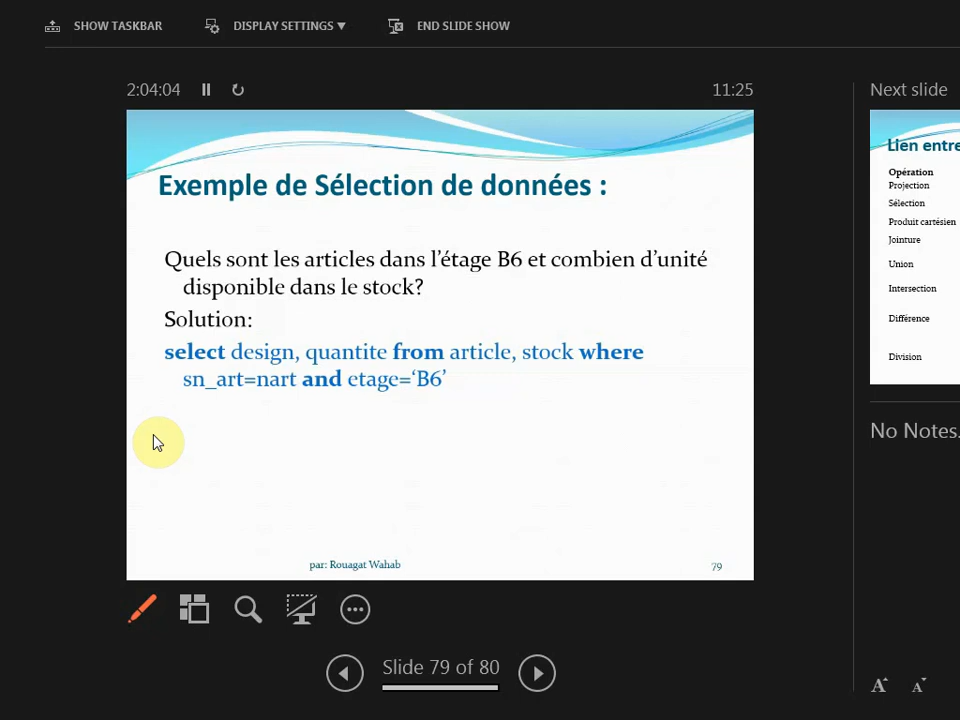 SHOW TASKBAR
DISPLAY SETTINGS ▼
END SLIDE SHOW
2:04:04
11:25
Next slide
Exemple de Sélection de données :
Quels sont les articles dans l'étage B6 et combien d'unité
disponible dans le stock?
Solution:
select design, quantite from article, stock where
sn_art=nart and etage=‘B6’
par: Rouagat Wahab
79
Lien entre
Opération
Projection
Sélection
Produit cartésien
Jointure
Union
Intersection
Différence
Division
No Notes.
Slide 79 of 80
A
A